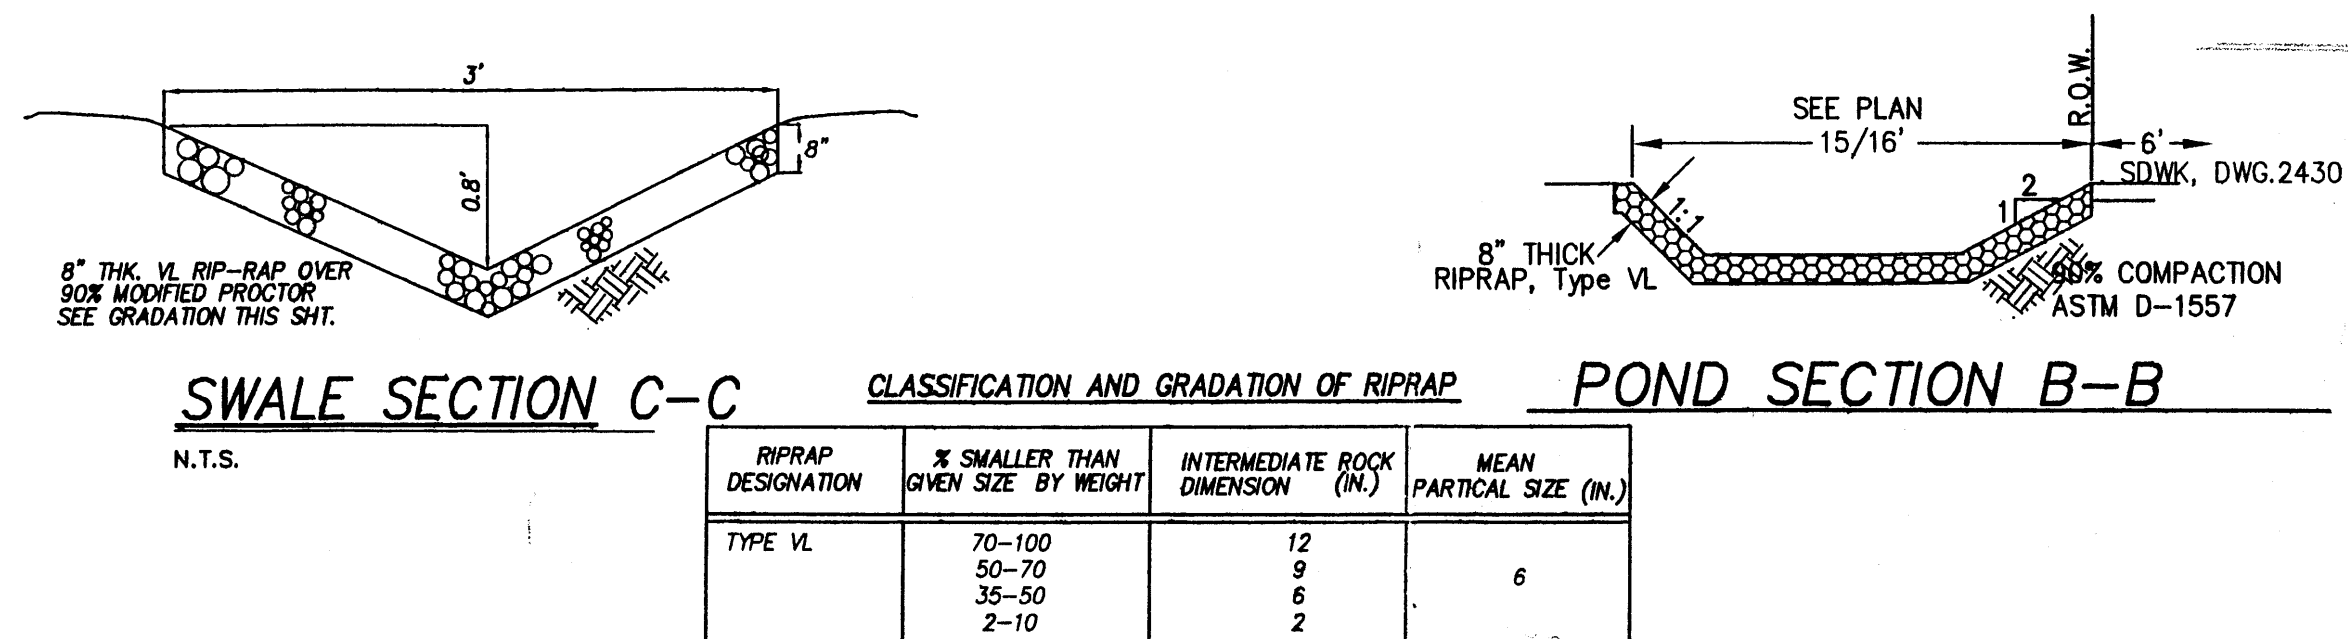 3'
0.8'
8"
8" THK. VL RIP-RAP OVER
90% MODIFIED PROCTOR
SEE GRADATION THIS SHT.
SWALE SECTION C-C
N.T.S.
SEE PLAN
15/16'
R.O.W.
6'
SDWK, DWG.2430
1:1
2
1
8" THICK
RIPRAP, Type VL
90% COMPACTION
ASTM D-1557
POND SECTION B-B
CLASSIFICATION AND GRADATION OF RIPRAP
RIPRAP DESIGNATION
% SMALLER THAN GIVEN SIZE BY WEIGHT
INTERMEDIATE ROCK DIMENSION (IN.)
MEAN PARTICAL SIZE (IN.)
TYPE VL
70-100 12
50-70 9
6
35-50 6
2-10 2